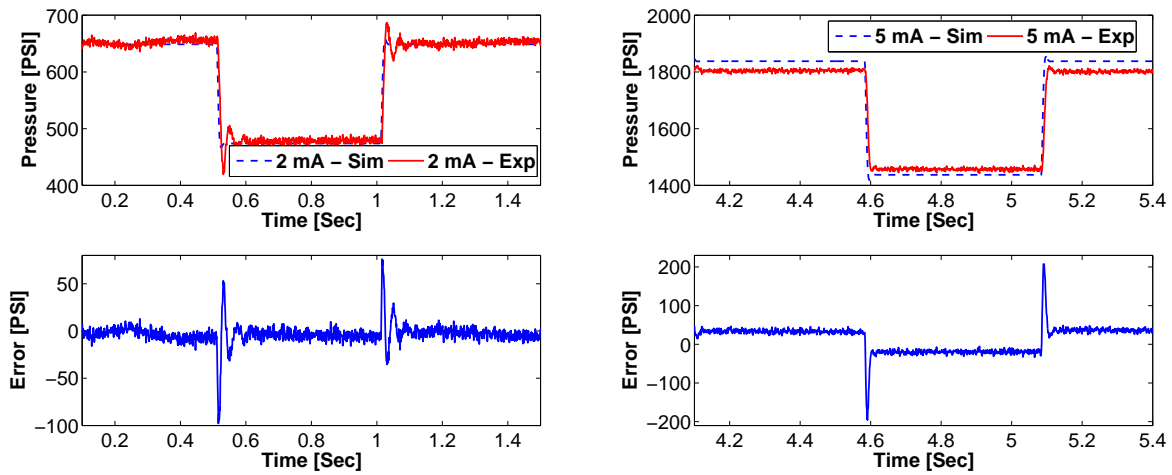 700
600
500
400
Pressure [PSI]
2 mA − Sim
2 mA − Exp
0.2 0.4 0.6 0.8 1 1.2 1.4
Time [Sec]
2000
1800
1600
1400
Pressure [PSI]
5 mA − Sim
5 mA − Exp
4.2 4.4 4.6 4.8 5 5.2 5.4
Time [Sec]
50
0
−50
−100
Error [PSI]
0.2 0.4 0.6 0.8 1 1.2 1.4
Time [Sec]
200
100
0
−100
−200
Error [PSI]
4.2 4.4 4.6 4.8 5 5.2 5.4
Time [Sec]